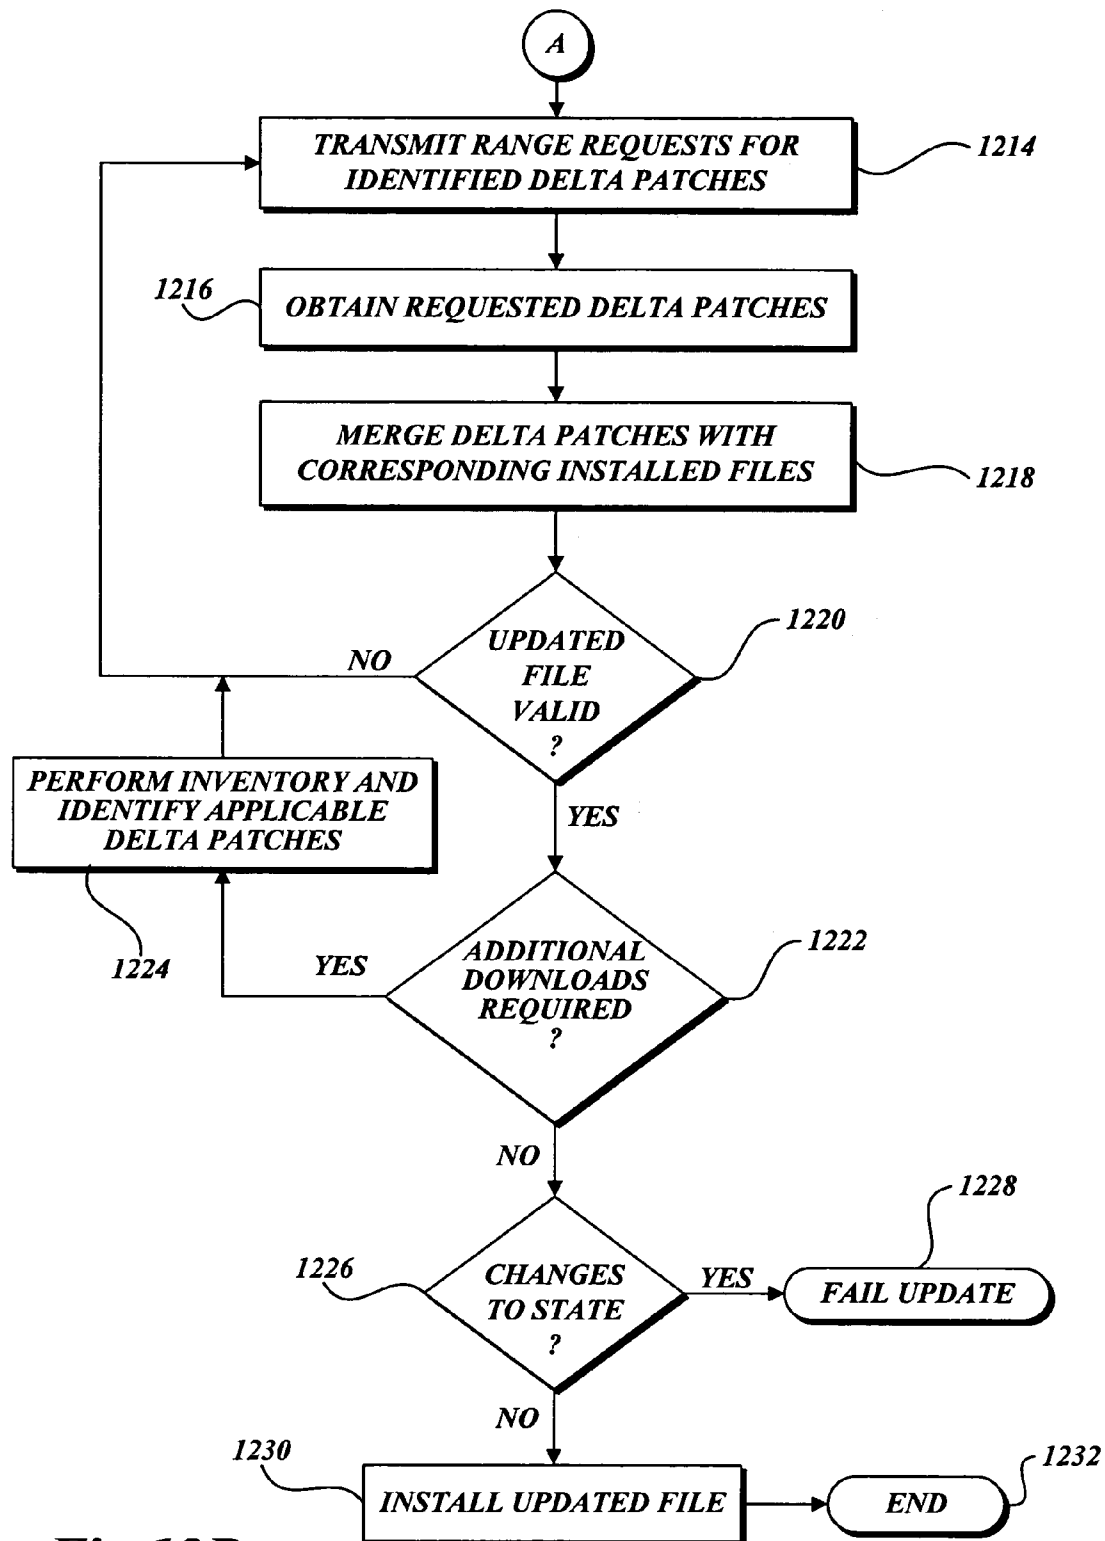 A
TRANSMIT RANGE REQUESTS FOR
IDENTIFIED DELTA PATCHES
1214
1216
OBTAIN REQUESTED DELTA PATCHES
MERGE DELTA PATCHES WITH
CORRESPONDING INSTALLED FILES
1218
UPDATED
FILE
VALID
?
1220
NO
YES
PERFORM INVENTORY AND
IDENTIFY APPLICABLE
DELTA PATCHES
1224
YES
ADDITIONAL
DOWNLOADS
REQUIRED
?
1222
NO
1226
CHANGES
TO STATE
?
YES
1228
FAIL UPDATE
NO
1230
INSTALL UPDATED FILE
1232
END